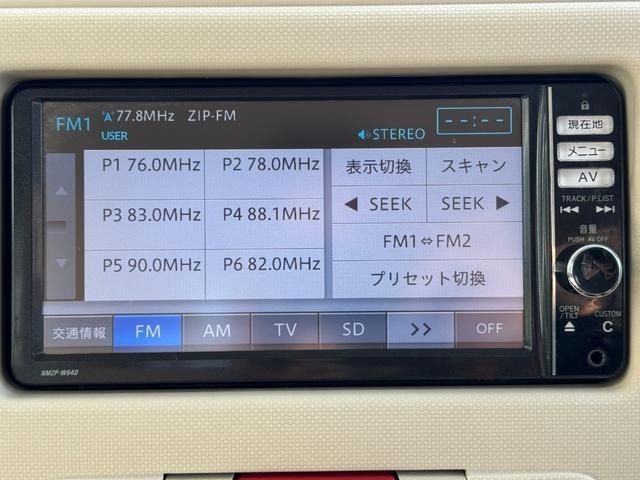 FM1 77.8MHz ZIP-FM
USER
STEREO --:--
P1 76.0MHz P2 78.0MHz 表示切換 スキャン
P3 83.0MHz P4 88.1MHz ◀ SEEK SEEK ▶
FM1⇔FM2
P5 90.0MHz P6 82.0MHz プリセット切換
交通情報 FM AM TV SD >> OFF
NMZP-W64D
現在地
メニュー
AV
TRACK/P.LIST
音量
PUSH AV OFF
OPEN/TILT CUSTOM
C